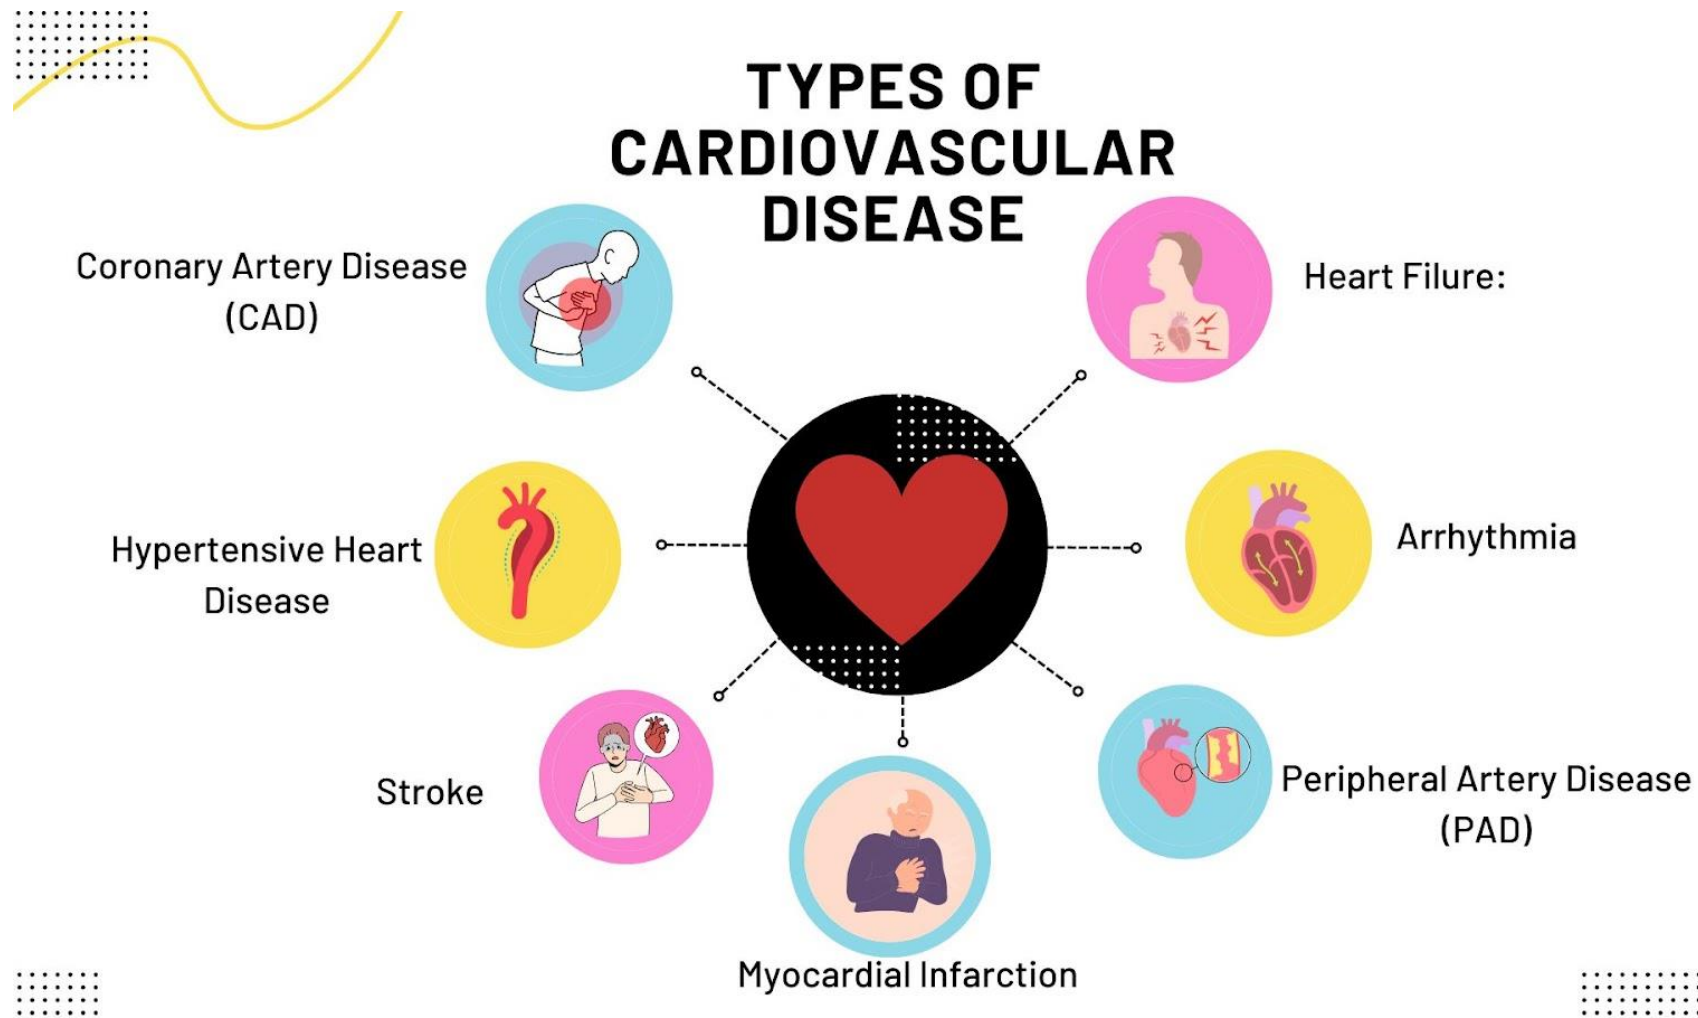 TYPES OF
CARDIOVASCULAR
DISEASE
Coronary Artery Disease
(CAD)
Heart Filure:
Hypertensive Heart
Disease
Arrhythmia
Stroke
Peripheral Artery Disease
(PAD)
Myocardial Infarction